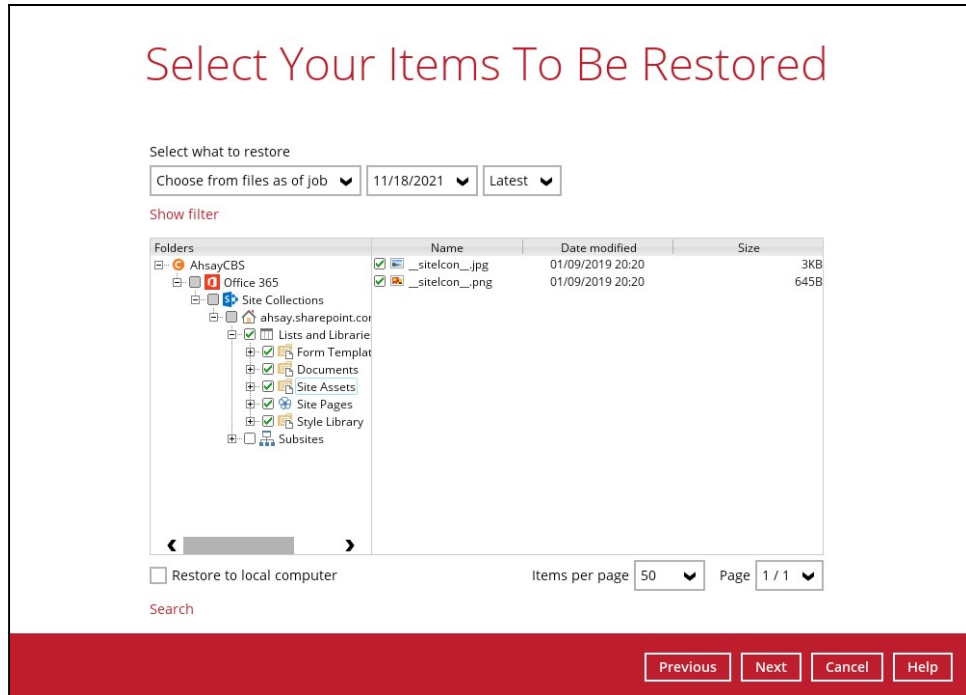 Select Your Items To Be Restored
Select what to restore
Choose from files as of job 11/18/2021 Latest
Show filter
Folders Name Date modified Size
AhsayCBS __siteIcon__.jpg 01/09/2019 20:20 3KB
Office 365 __siteIcon__.png 01/09/2019 20:20 645B
Site Collections
ahsay.sharepoint.cor
Lists and Librarie
Form Templat
Documents
Site Assets
Site Pages
Style Library
Subsites
Restore to local computer Items per page 50 Page 1 / 1
Search
Previous Next Cancel Help